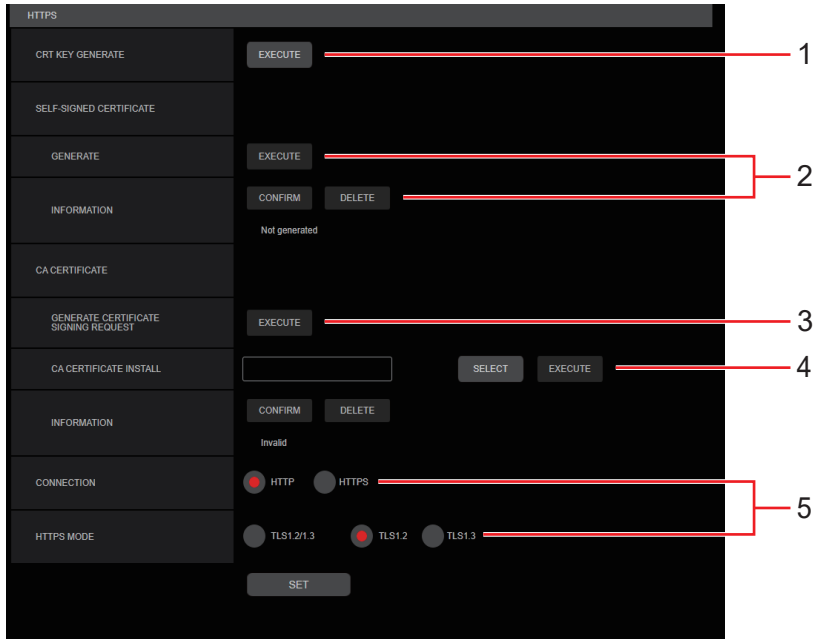 HTTPS
CRT KEY GENERATE EXECUTE 1
SELF-SIGNED CERTIFICATE
GENERATE EXECUTE
2
INFORMATION CONFIRM DELETE
Not generated
CA CERTIFICATE
GENERATE CERTIFICATE
SIGNING REQUEST EXECUTE 3
CA CERTIFICATE INSTALL SELECT EXECUTE 4
INFORMATION CONFIRM DELETE
Invalid
CONNECTION HTTP HTTPS
5
HTTPS MODE TLS1.2/1.3 TLS1.2 TLS1.3
SET